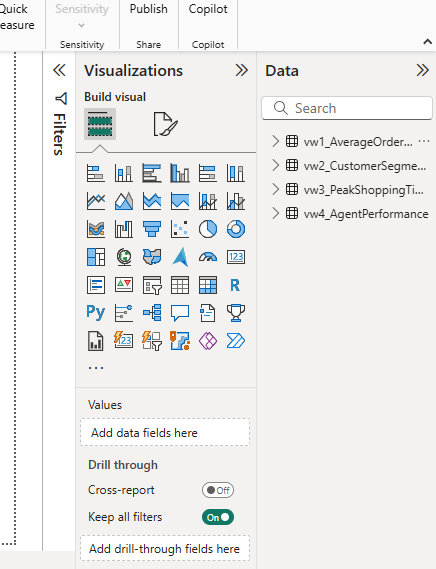 Quick
easure
Sensitivity
Sensitivity
Publish
Share
Copilot
Copilot
Filters
Visualizations
Build visual
123
R
Py
123
...
Values
Add data fields here
Drill through
Cross-report
Off
Keep all filters
On
Add drill-through fields here
Data
Search
vw1_AverageOrder... ...
vw2_CustomerSegme...
vw3_PeakShoppingTi...
vw4_AgentPerformance